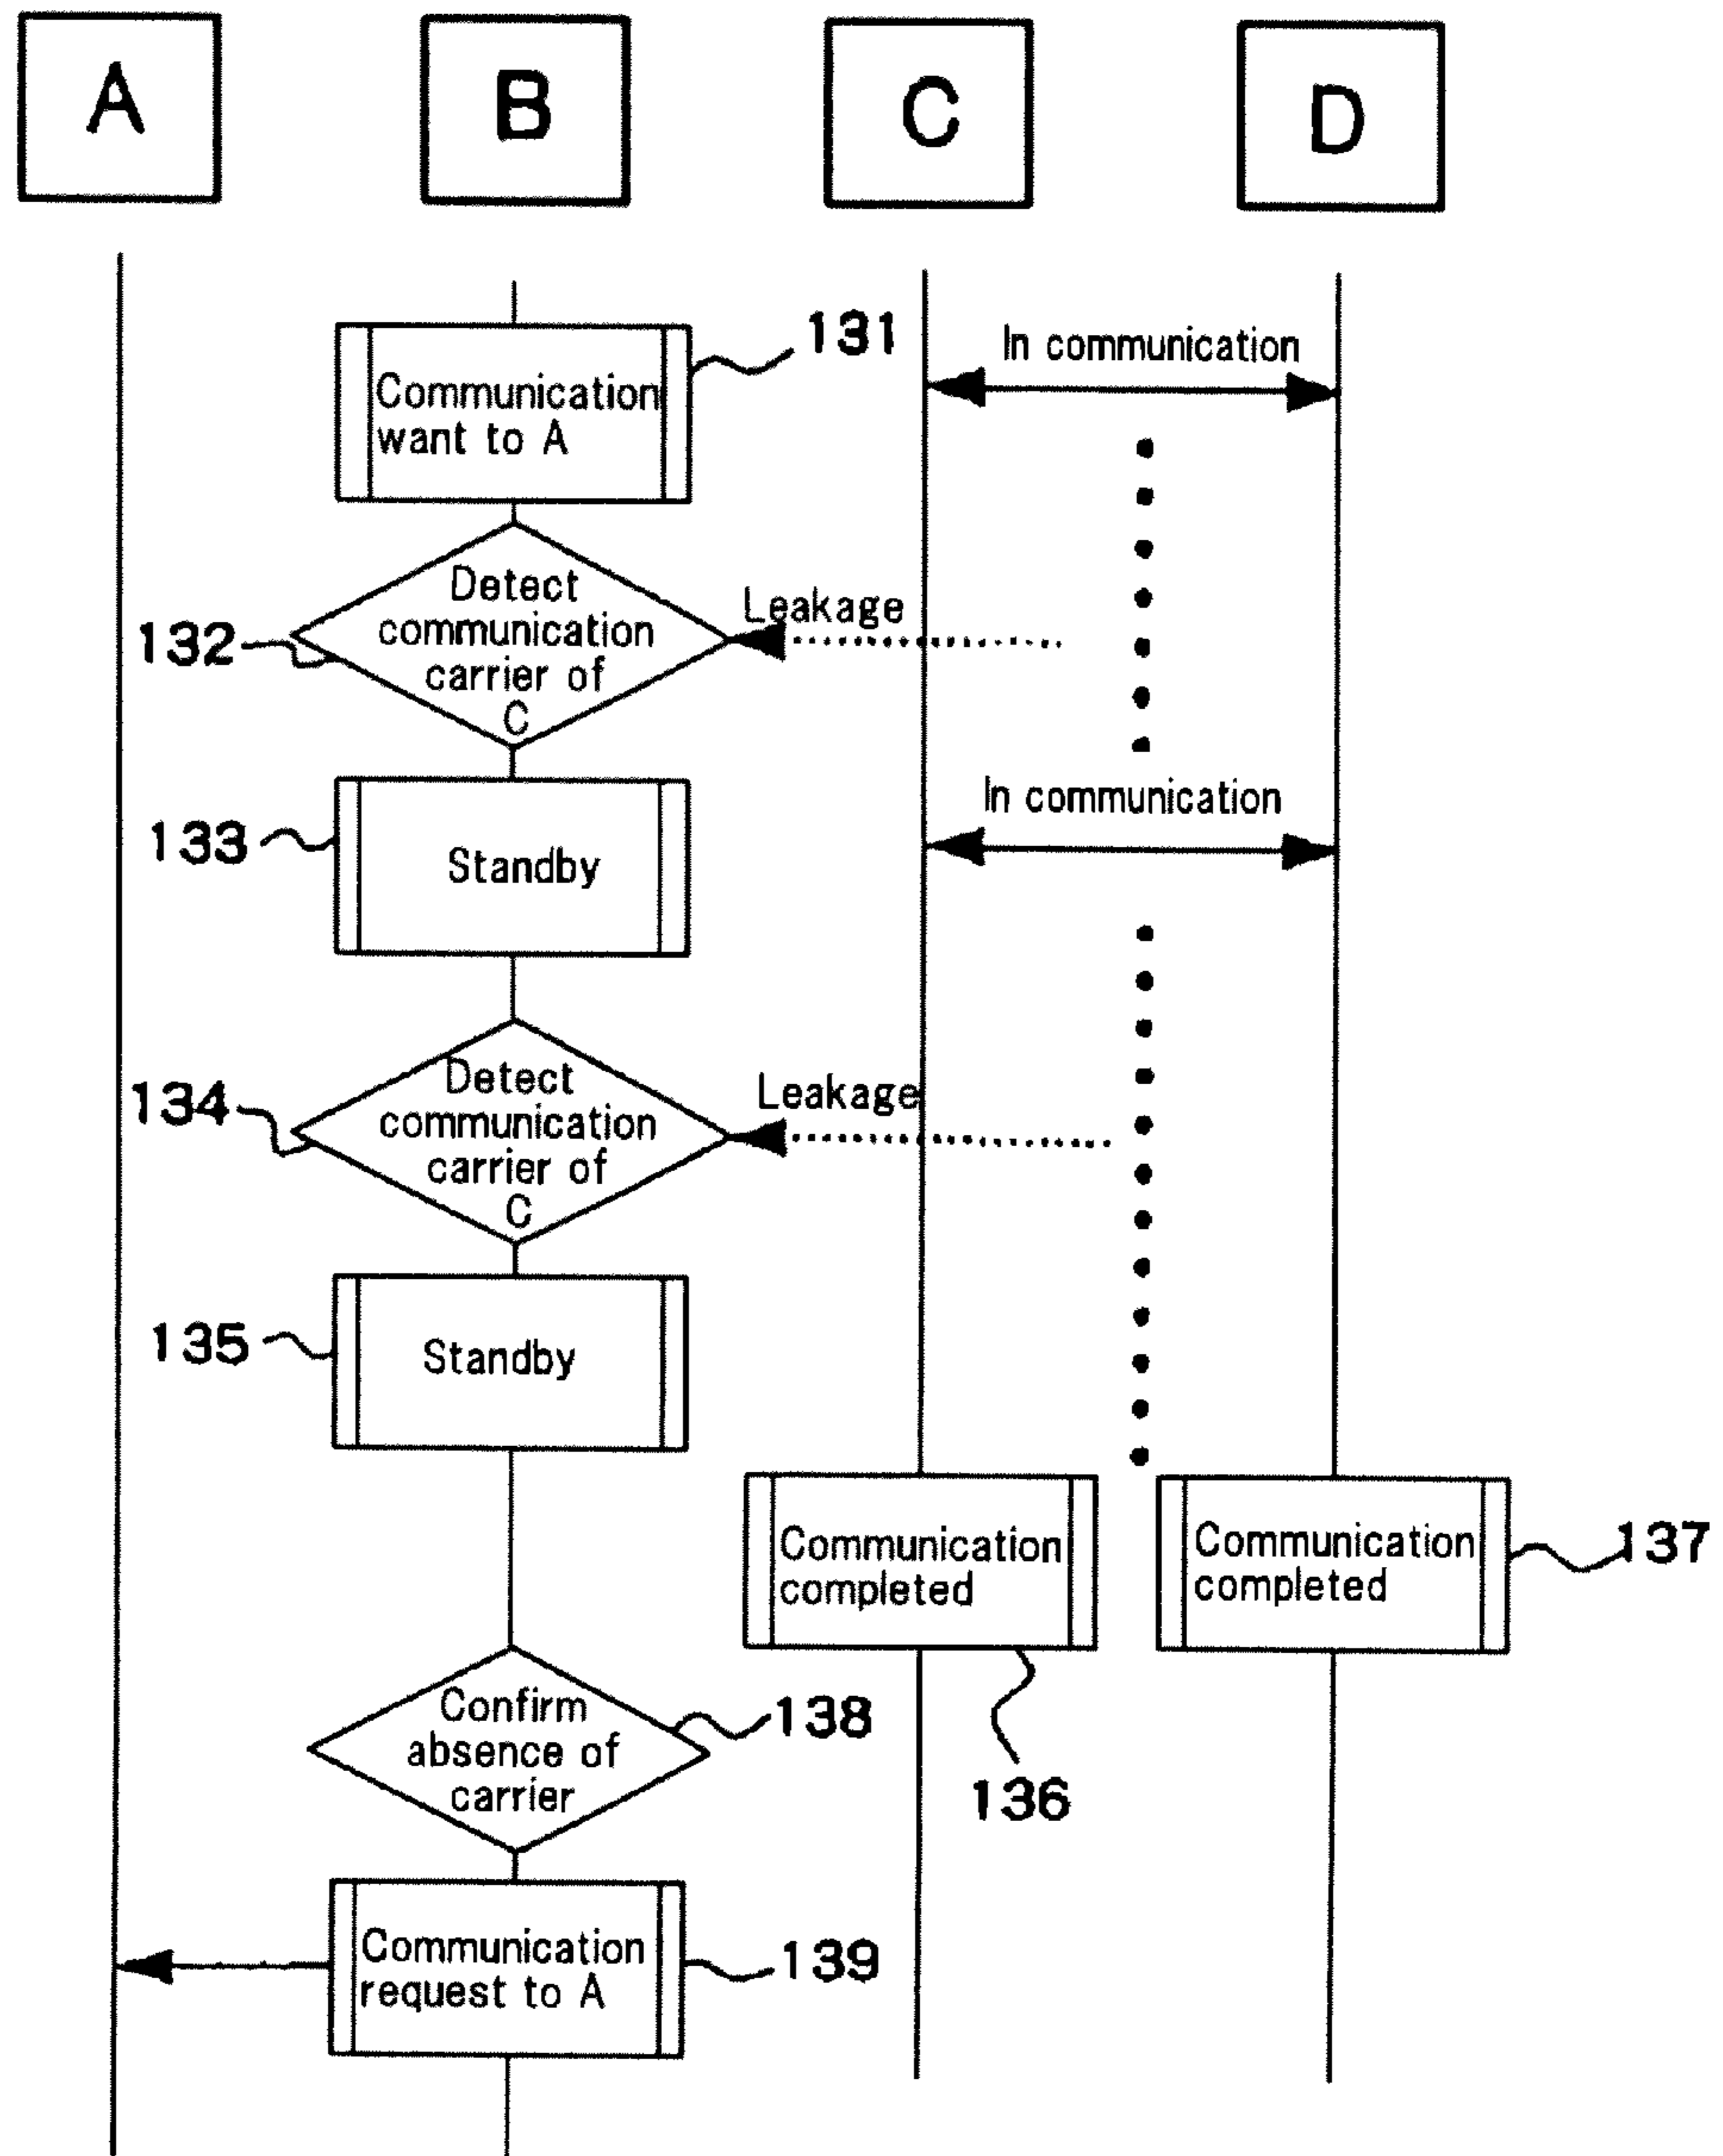 A
B
C
D
131
In communication
Communication
want to A
Detect
communication
carrier of
C
Leakage
132
In communication
133
Standby
Detect
communication
carrier of
C
Leakage
134
135
Standby
Communication
completed
Communication
completed
137
Confirm
absence of
carrier
138
136
Communication
request to A
139